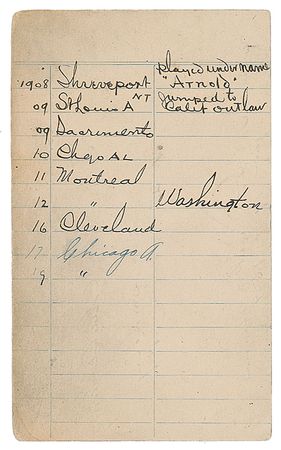 played under name
1908 Shreveport "Arnold"
09 St Louis A NT Jumped to
Calif outlaw
09 Sacramento
10 Chgo AL
11 Montreal
12 " Washington
16 Cleveland
17 Chicago A.
19 "